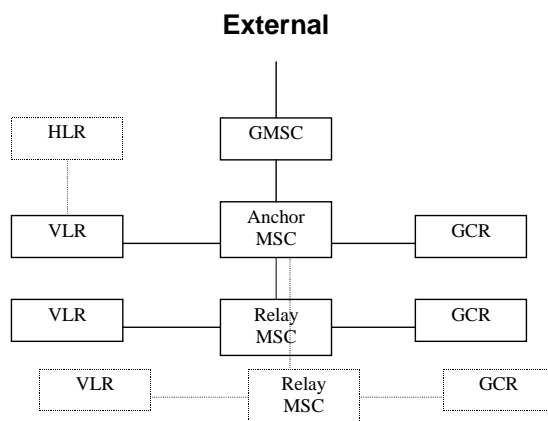 External
HLR
GMSC
VLR
Anchor
MSC
GCR
VLR
Relay
MSC
GCR
VLR
Relay
MSC
GCR